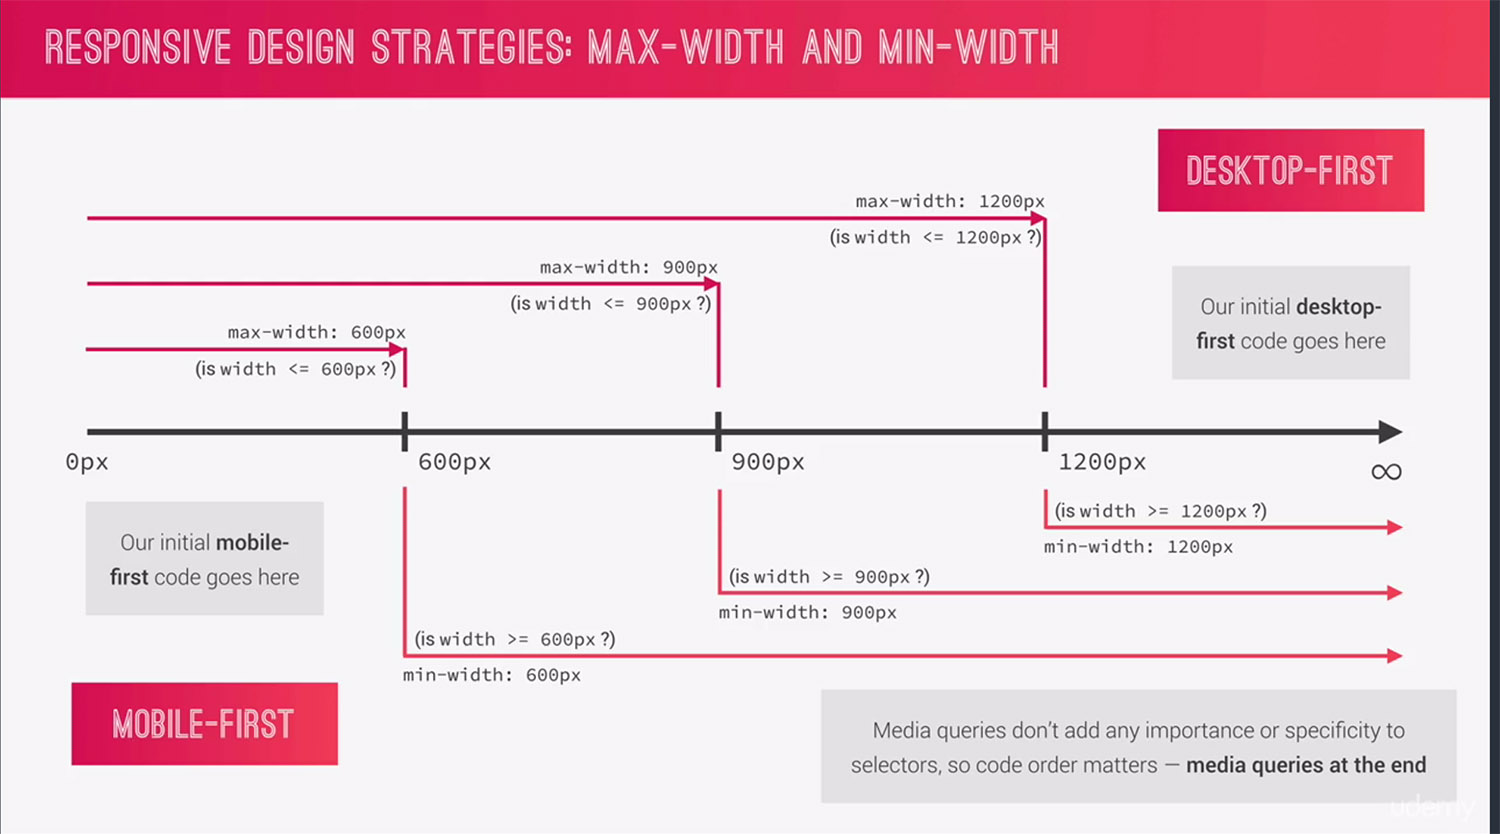 RESPONSIVE DESIGN STRATEGIES: MAX-WIDTH AND MIN-WIDTH
DESKTOP-FIRST
max-width: 1200px
(is width <= 1200px ?)
max-width: 900px
(is width <= 900px ?)
max-width: 600px
(is width <= 600px ?)
Our initial desktop-
first code goes here
0px
600px
900px
1200px
∞
Our initial mobile-
first code goes here
(is width >= 1200px ?)
min-width: 1200px
(is width >= 900px ?)
min-width: 900px
(is width >= 600px ?)
min-width: 600px
MOBILE-FIRST
Media queries don’t add any importance or specificity to
selectors, so code order matters — media queries at the end
udemy